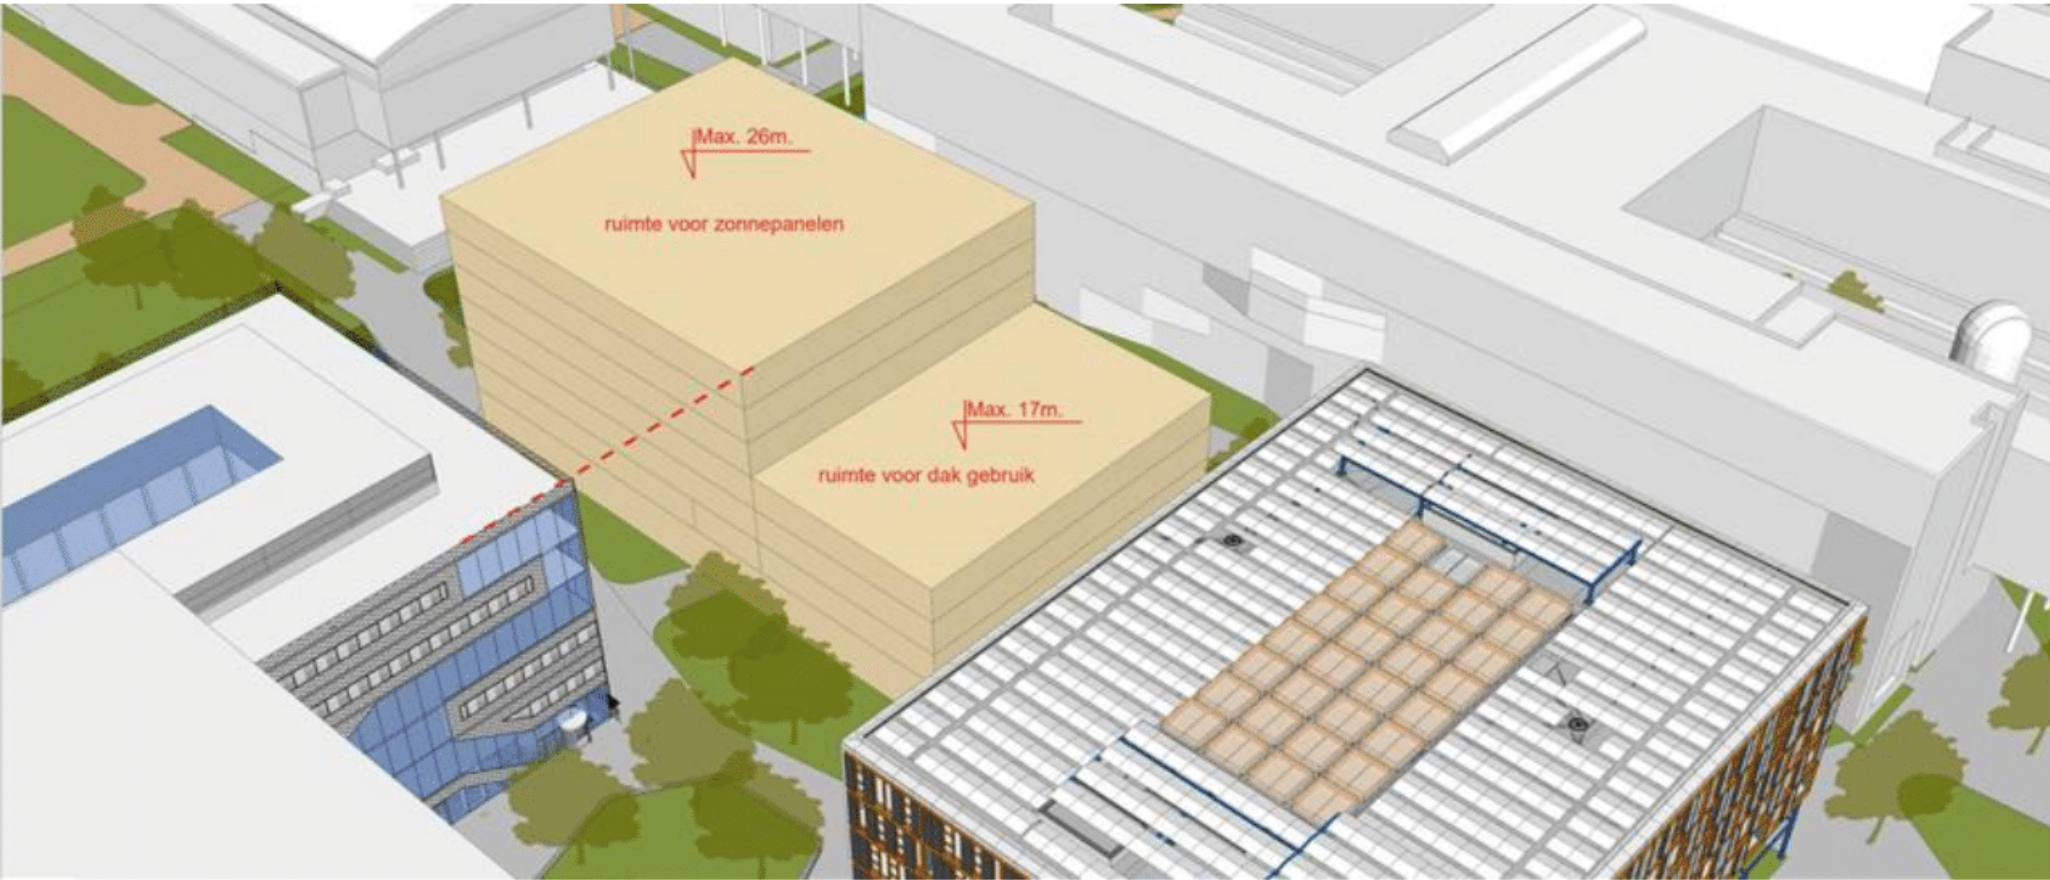 Max. 26m.
ruimte voor zonnepanelen
Max. 17m.
ruimte voor dak gebruik